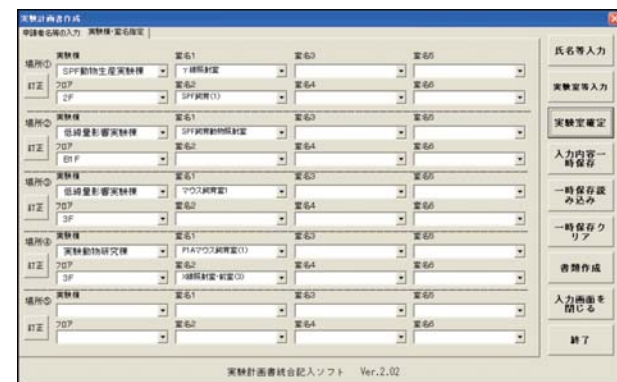 実験計画書作成
申請者名等の入力 実験棟・室名指定
氏名等入力
実験室等入力
実験室確定
入力内容一時保存
一時保存読み込み
一時保存クリア
書類作成
入力画面を閉じる
終了
場所① 実験棟 室名1 室名3 室名5
SPF動物生産実験棟 γ線照射室
訂正 フロア 室名2 室名4 室名6
2F SPF飼育(1)
場所② 実験棟 室名1 室名3 室名5
低線量影響実験棟 SPF飼育動物照射室
訂正 フロア 室名2 室名4 室名6
B1F
場所③ 実験棟 室名1 室名3 室名5
低線量影響実験棟 マウス飼育室1
訂正 フロア 室名2 室名4 室名6
3F
場所④ 実験棟 室名1 室名3 室名5
実験動物研究棟 F1Aマウス飼育室(1)
訂正 フロア 室名2 室名4 室名6
3F X線照射室・前室(3)
場所⑤ 実験棟 室名1 室名3 室名5
訂正 フロア 室名2 室名4 室名6
実験計画書統合記入ソフト Ver.2.02